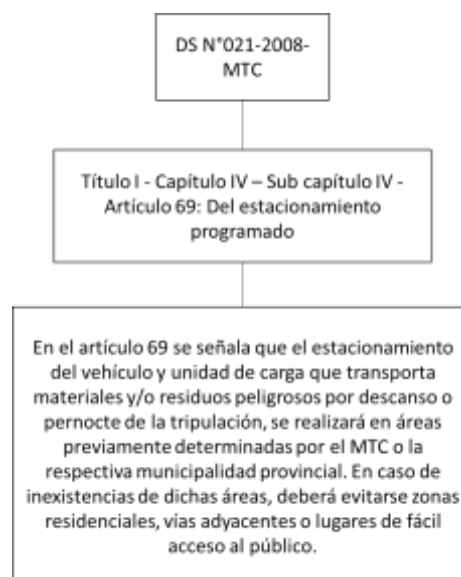 DS N°021-2008-
MTC
Título I - Capítulo IV – Sub capítulo IV -
Artículo 69: Del estacionamiento
programado
En el artículo 69 se señala que el estacionamiento
del vehículo y unidad de carga que transporta
materiales y/o residuos peligrosos por descanso o
pernocte de la tripulación, se realizará en áreas
previamente determinadas por el MTC o la
respectiva municipalidad provincial. En caso de
inexistencias de dichas áreas, deberá evitarse zonas
residenciales, vías adyacentes o lugares de fácil
acceso al público.